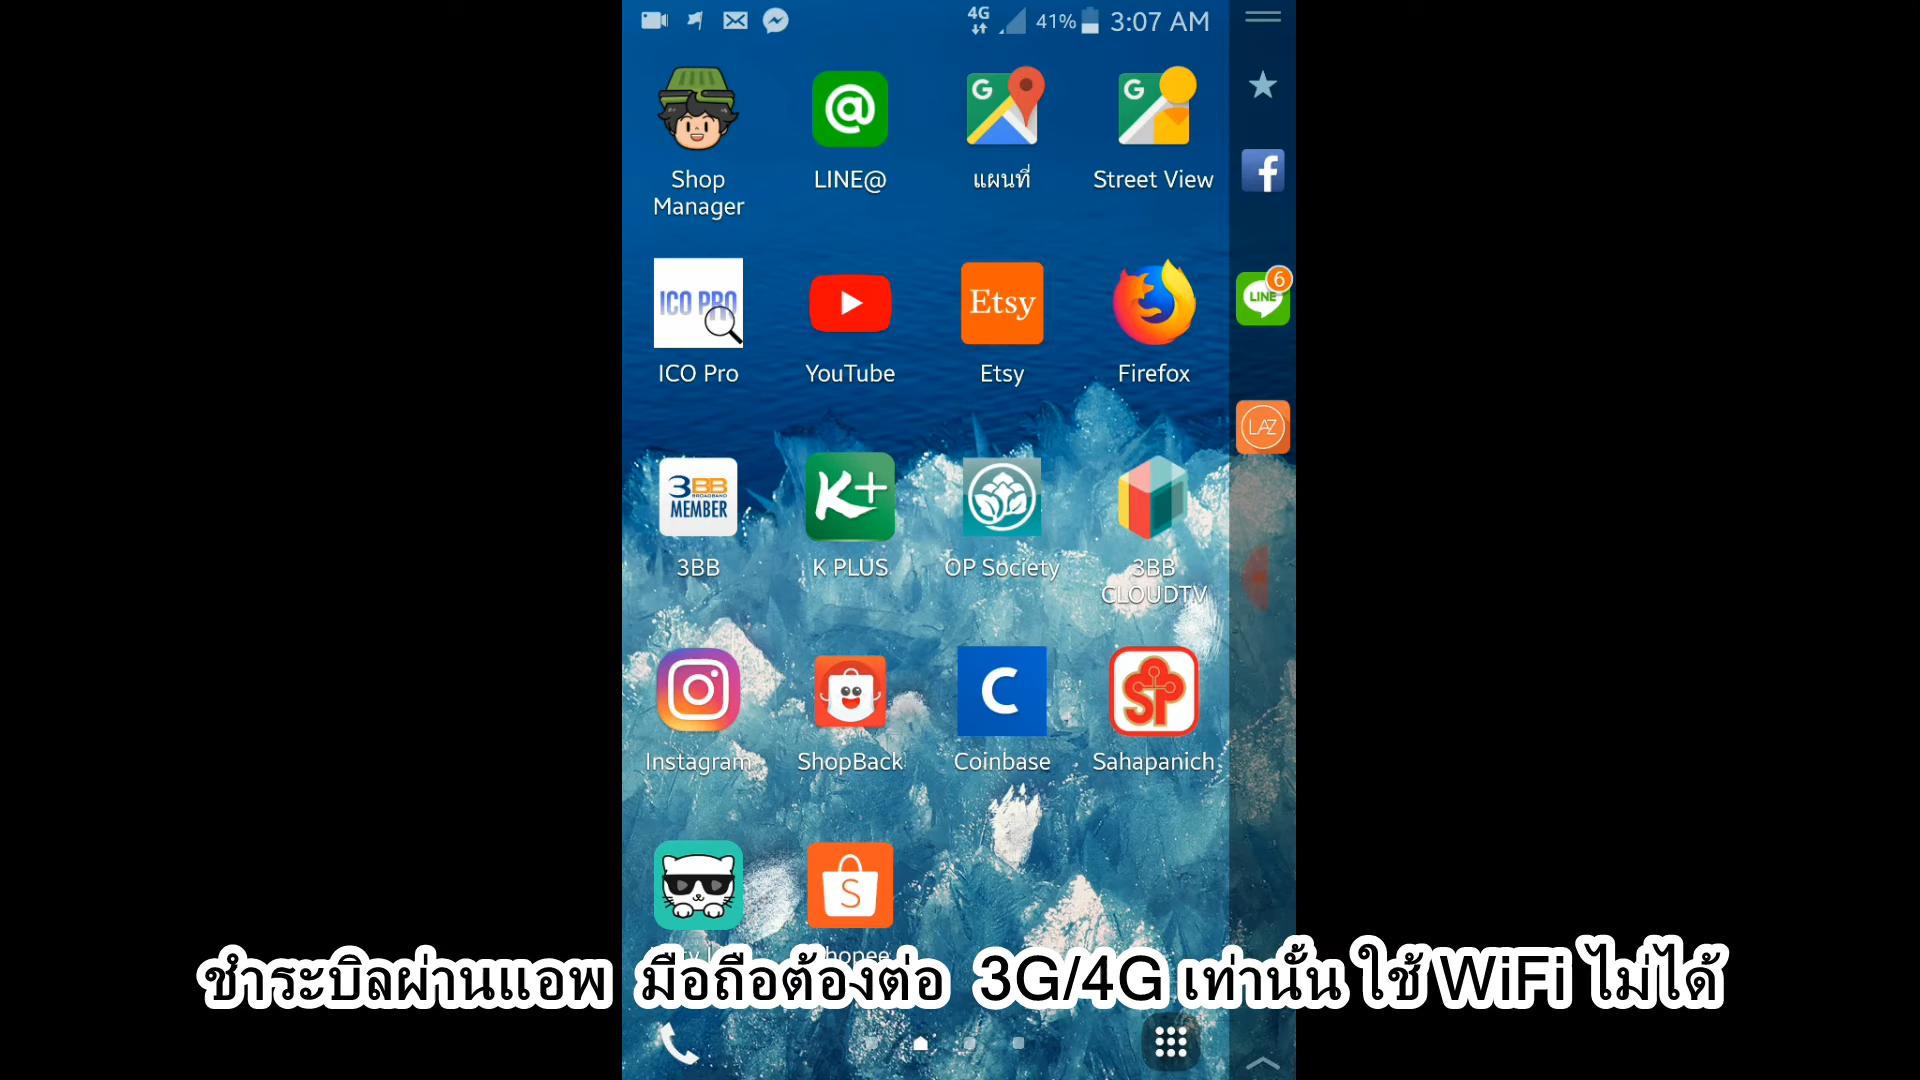 4G 41% 3:07 AM
Shop Manager
@
LINE@
G
แผนที่
G
Street View
f
ICO PRO
ICO Pro
YouTube
Etsy
Etsy
Firefox
LINE
6
LAZ
3BB
BROADBAND
MEMBER
3BB
K+
K PLUS
OP Society
3BB CLOUDTV
Instagram
ShopBack
C
Coinbase
SP
Sahapanich
S
ชำระบิลผ่านแอพ มือถือต้องต่อ 3G/4G เท่านั้น ใช้ WiFi ไม่ได้